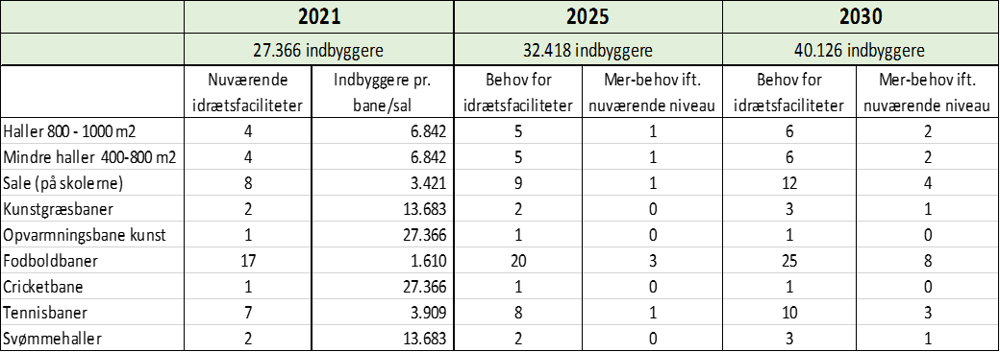 2021 2025 2030
27.366 indbyggere 32.418 indbyggere 40.126 indbyggere
Nuværende Indbyggere pr. Behov for Mer-behov ift. Behov for Mer-behov ift.
idrætsfaciliteter bane/sal idrætsfaciliteter nuværende niveau idrætsfaciliteter nuværende niveau
Haller 800 - 1000 m2 4 6.842 5 1 6 2
Mindre haller 400-800 m2 4 6.842 5 1 6 2
Sale (på skolerne) 8 3.421 9 1 12 4
Kunstgræsbaner 2 13.683 2 0 3 1
Opvarmningsbane kunst 1 27.366 1 0 1 0
Fodboldbaner 17 1.610 20 3 25 8
Cricketbane 1 27.366 1 0 1 0
Tennisbaner 7 3.909 8 1 10 3
Svømmehaller 2 13.683 2 0 3 1